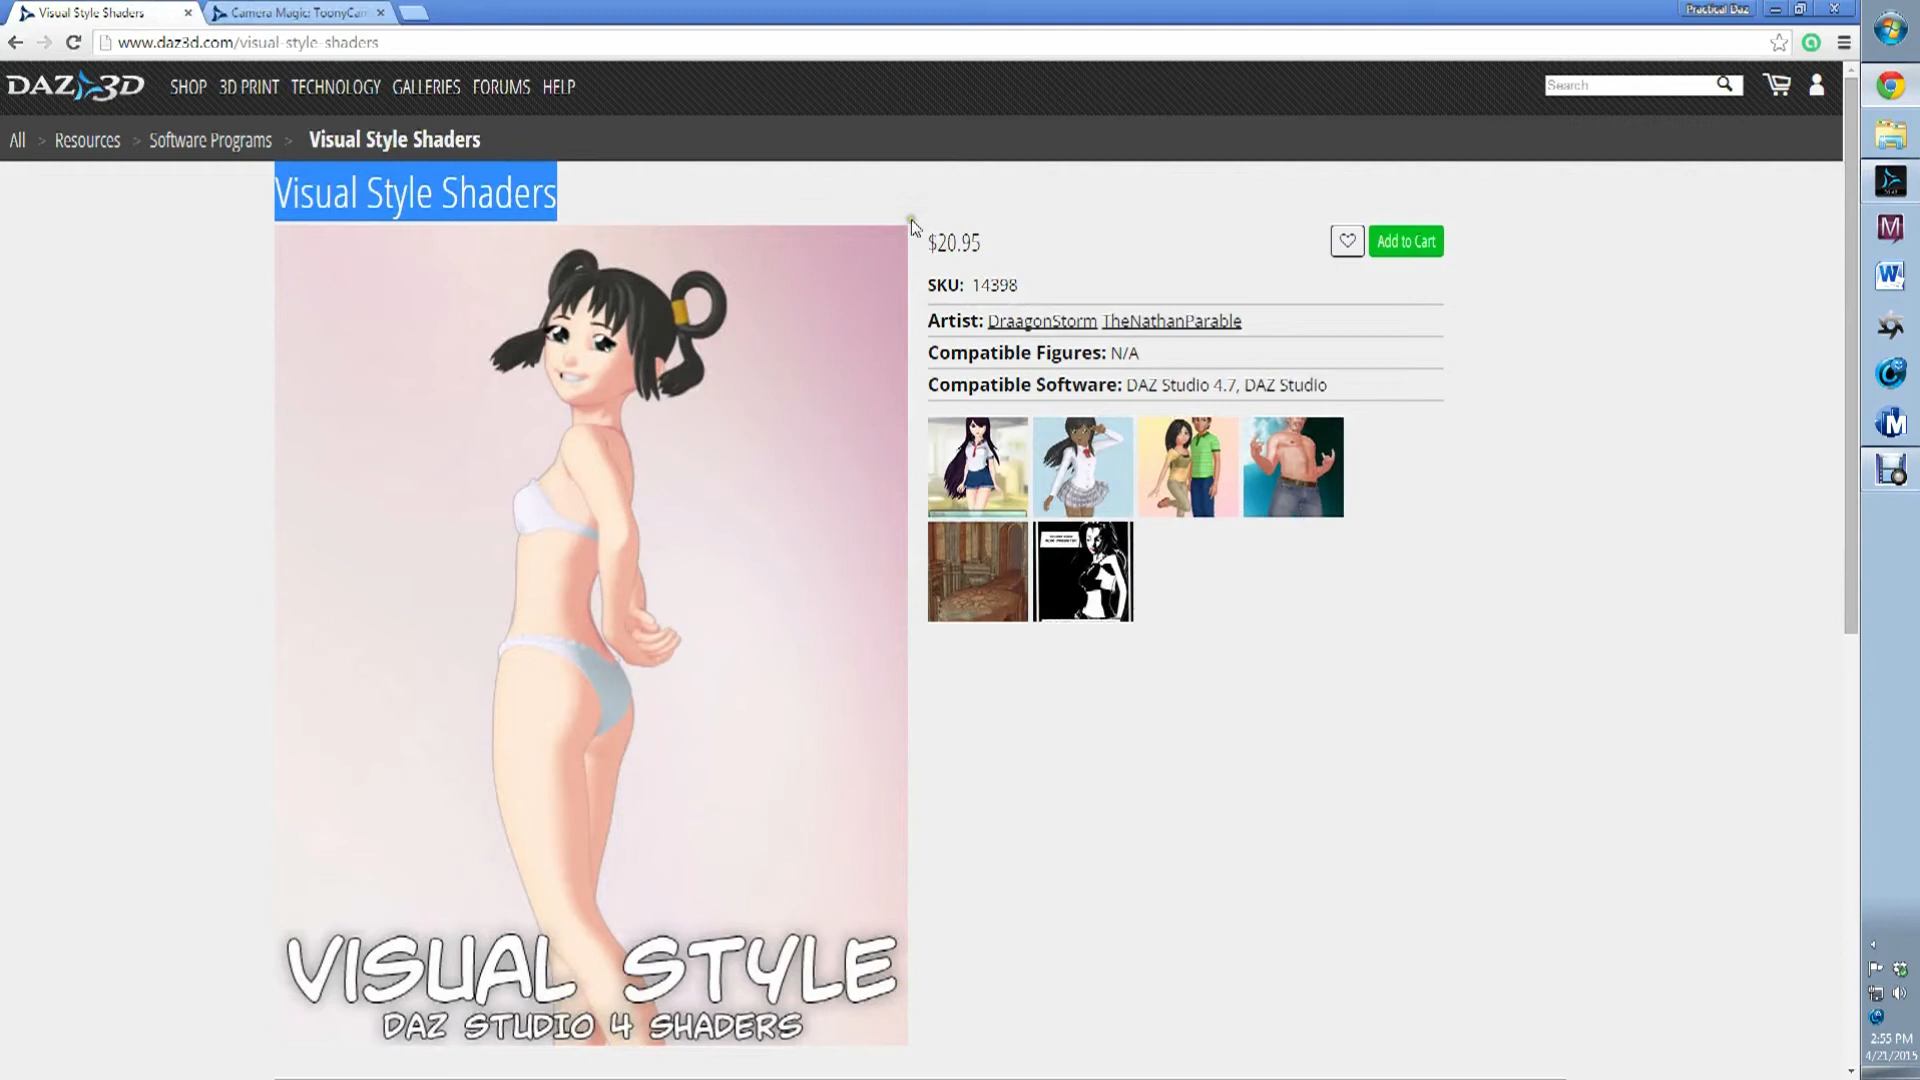 Visual Style Shaders
Camera Magic: ToonyCam
Practical Daz
www.daz3d.com/visual-style-shaders
DAZ 3D
SHOP 3D PRINT TECHNOLOGY GALLERIES FORUMS HELP
Search
All > Resources > Software Programs > Visual Style Shaders
Visual Style Shaders
$20.95
Add to Cart
SKU: 14398
Artist: DraagonStorm TheNathanParable
Compatible Figures: N/A
Compatible Software: DAZ Studio 4.7, DAZ Studio
VISUAL STYLE
DAZ STUDIO 4 SHADERS
2:55 PM
4/21/2015